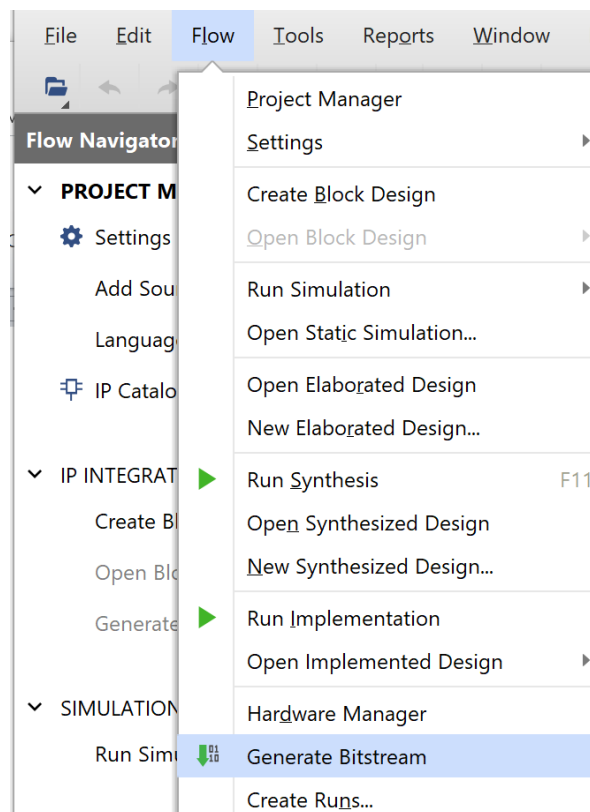 File Edit Flow Tools Reports Window
Project Manager
Flow Navigator
Settings
PROJECT M
Create Block Design
Settings
Open Block Design
Add Sou
Run Simulation
Open Static Simulation...
Languag
Open Elaborated Design
IP Catalo
New Elaborated Design...
IP INTEGRAT
Run Synthesis F11
Create Bl
Open Synthesized Design
Open Blo
New Synthesized Design...
Generate
Run Implementation
Open Implemented Design
SIMULATION
Hardware Manager
Run Simu
Generate Bitstream
Create Runs...